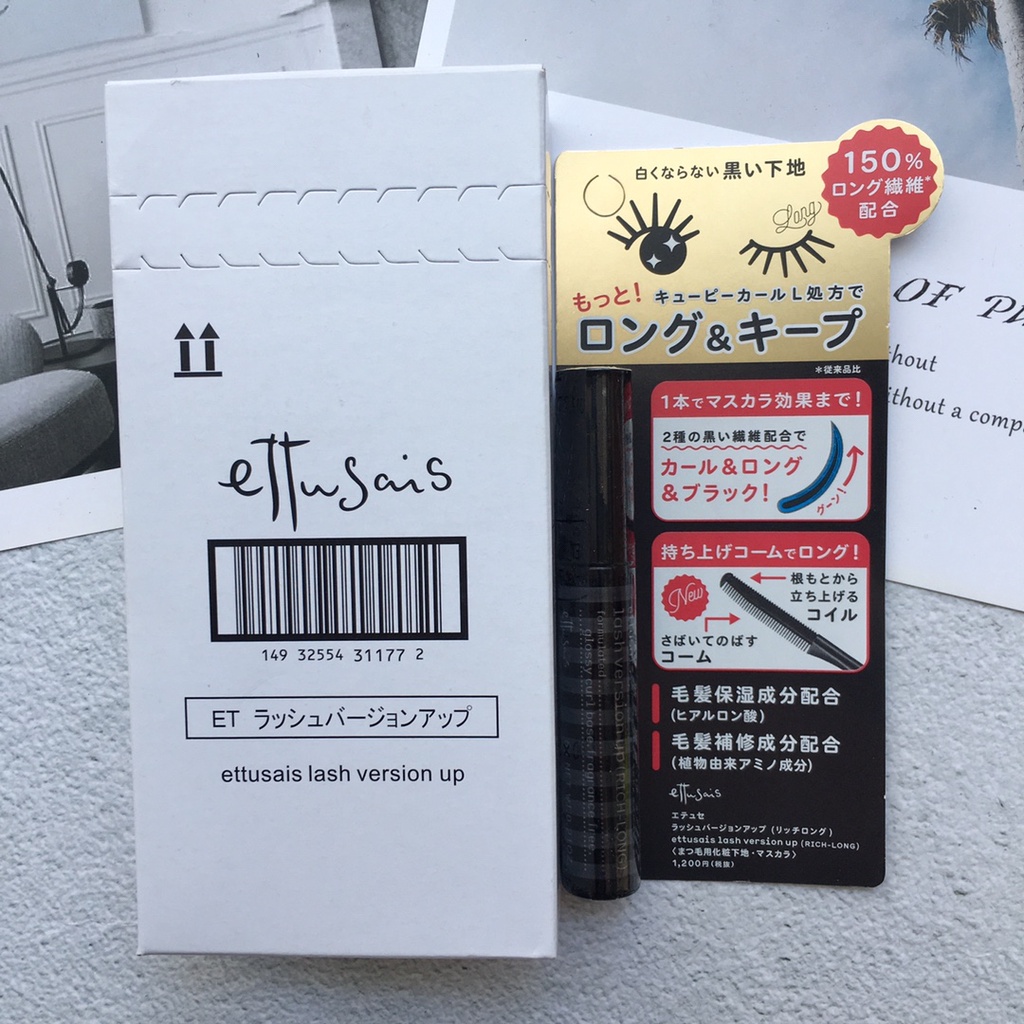 ettusais
149 32554 31177 2
ET ラッシュバージョンアップ
ettusais lash version up
白くならない黒い下地
150%
ロング繊維*
配合
Long
もっと! キューピーカールL処方で
ロング&キープ
*従来品比
1本でマスカラ効果まで!
2種の黒い繊維配合で
カール&ロング
&ブラック!
グーン!
持ち上げコームでロング!
New
根もとから
立ち上げる
コイル
さばいてのばす
コーム
毛髪保湿成分配合
(ヒアルロン酸)
毛髪補修成分配合
(植物由来アミノ成分)
ettusais
エテュセ
ラッシュバージョンアップ (リッチロング)
ettusais lash version up (RICH-LONG)
〈まつ毛用化粧下地・マスカラ〉
1,200円(税抜)
lash version up (RICH-LONG)
glossy curl base fragrance free
OF
hout
ithout a comp